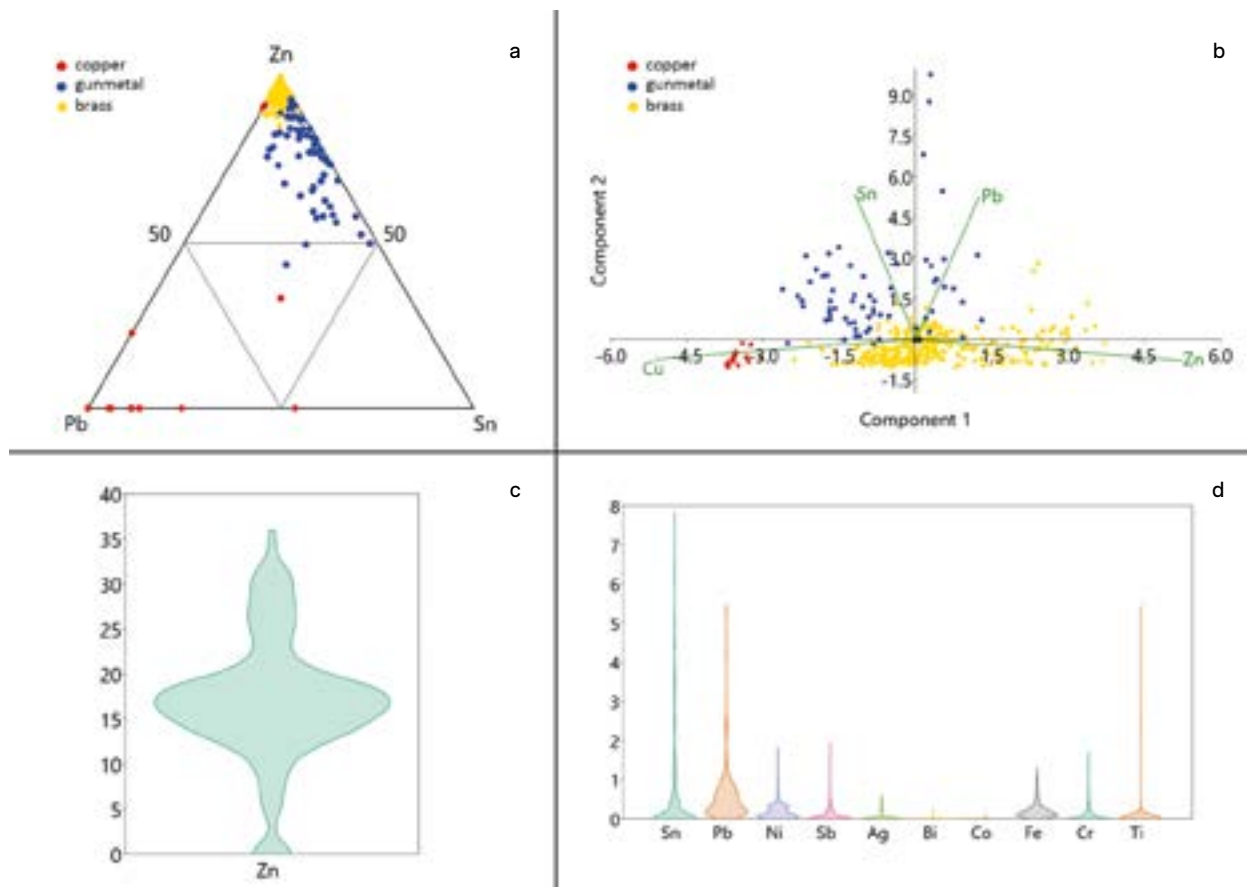 a
Zn
copper
gunmetal
brass
50
50
Pb
Sn
b
copper
gunmetal
brass
9.0
7.5
6.0
4.5
3.0
1.5
-1.5
Sn
Pb
Component 2
-6.0
-4.5
-3.0
-1.5
1.5
3.0
4.5
6.0
Cu
Zn
Component 1
c
40
35
30
25
20
15
10
5
0
Zn
d
8
7
6
5
4
3
2
1
0
Sn Pb Ni Sb Ag Bi Co Fe Cr Ti